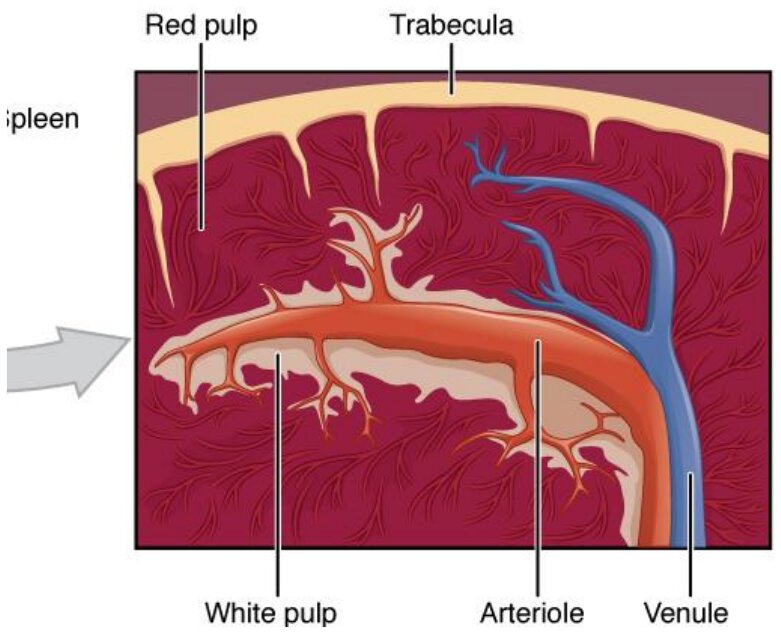 Red pulp
Trabecula
pleen
White pulp
Arteriole
Venule